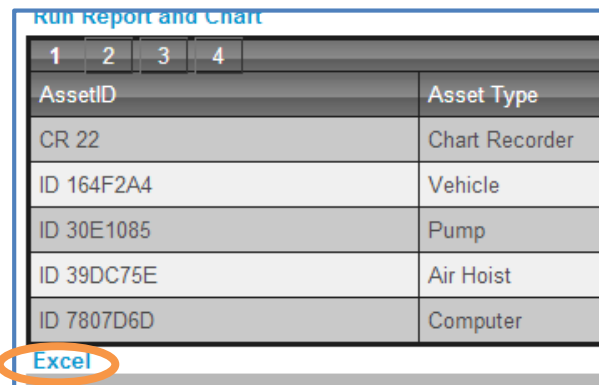 Run Report and Chart
1 2 3 4
AssetID Asset Type
CR 22 Chart Recorder
ID 164F2A4 Vehicle
ID 30E1085 Pump
ID 39DC75E Air Hoist
ID 7807D6D Computer
Excel